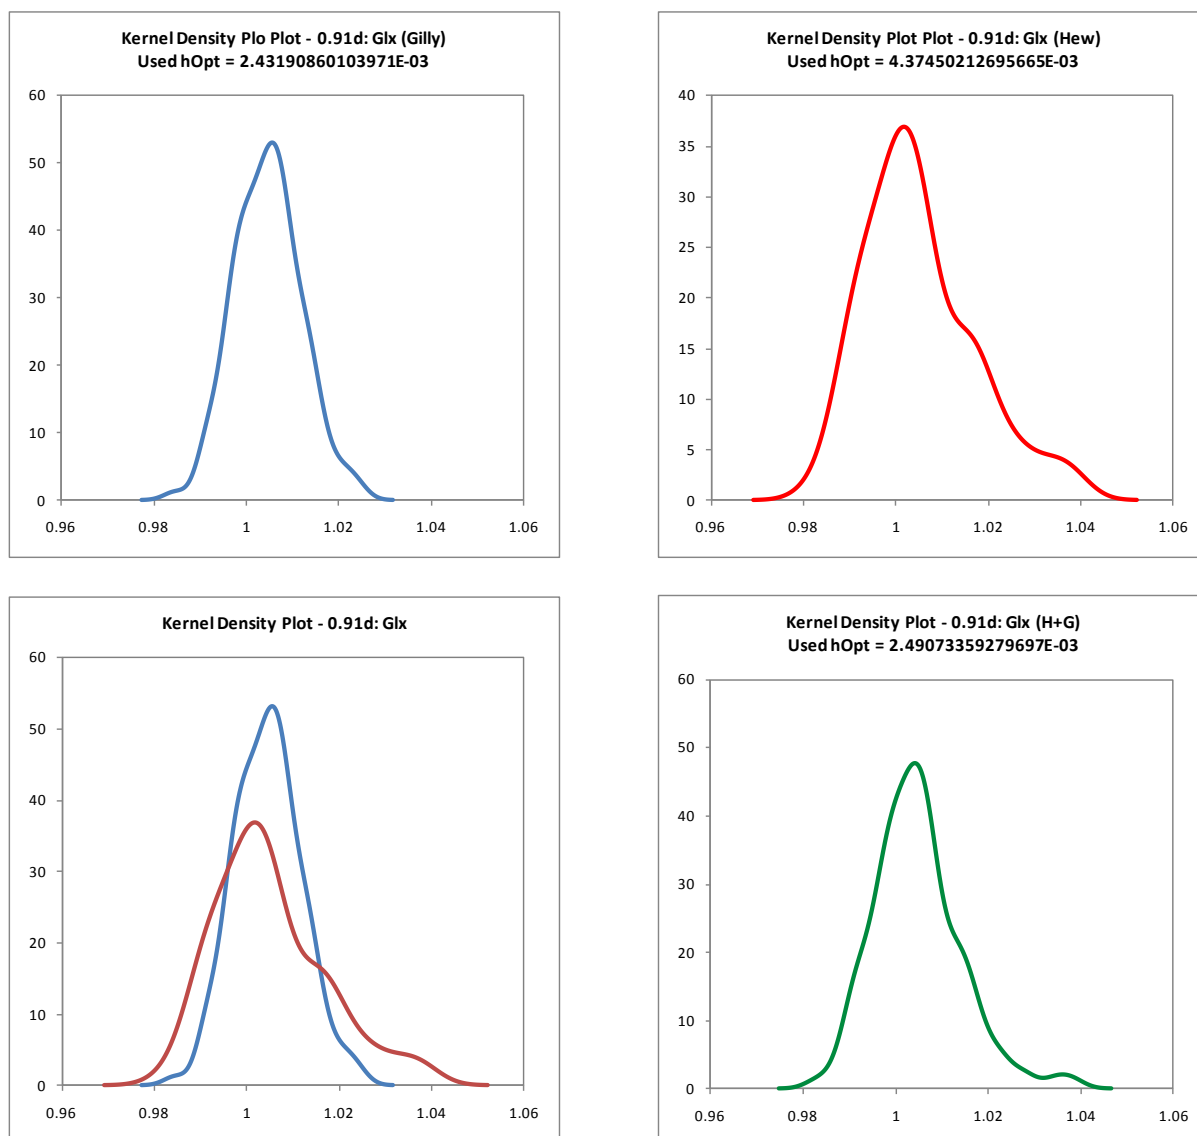 Kernel Density Plo Plot - 0.91d: Glx (Gilly)
Used hOpt = 2.43190860103971E-03
60
50
40
30
20
10
0
0.96 0.98 1 1.02 1.04 1.06
Kernel Density Plot Plot - 0.91d: Glx (Hew)
Used hOpt = 4.37450212695665E-03
40
35
30
25
20
15
10
5
0
0.96 0.98 1 1.02 1.04 1.06
Kernel Density Plot - 0.91d: Glx
60
50
40
30
20
10
0
0.96 0.98 1 1.02 1.04 1.06
Kernel Density Plot - 0.91d: Glx (H+G)
Used hOpt = 2.49073359279697E-03
60
50
40
30
20
10
0
0.96 0.98 1 1.02 1.04 1.06